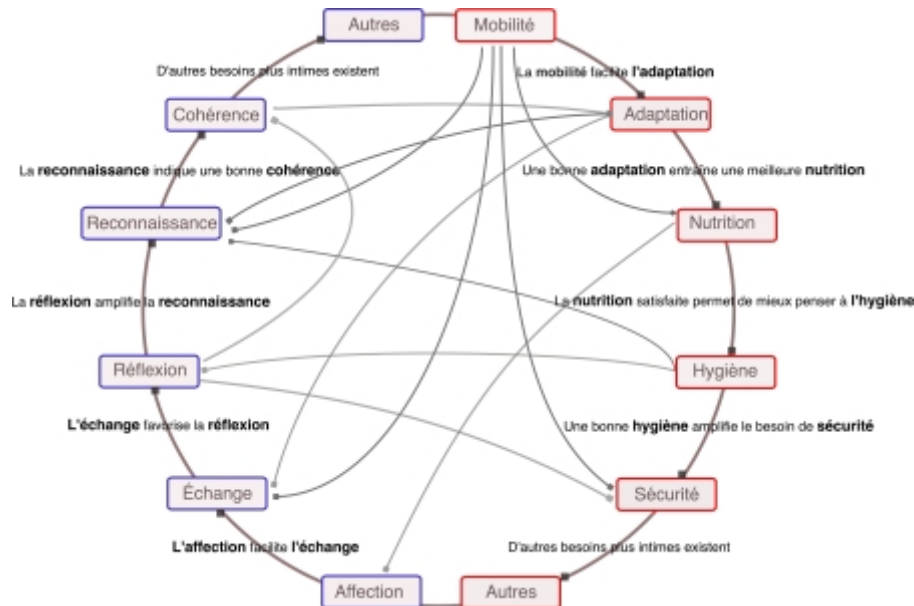 Autres
Mobilité
D'autres besoins plus intimes existent
La mobilité facilite l'adaptation
Cohérence
Adaptation
La reconnaissance indique une bonne cohérence
Une bonne adaptation entraîne une meilleure nutrition
Reconnaissance
Nutrition
La réflexion amplifie la reconnaissance
La nutrition satisfaite permet de mieux penser à l'hygiène
Réflexion
Hygiène
L'échange favorise la réflexion
Une bonne hygiène amplifie le besoin de sécurité
Échange
Sécurité
L'affection facilite l'échange
D'autres besoins plus intimes existent
Affection
Autres